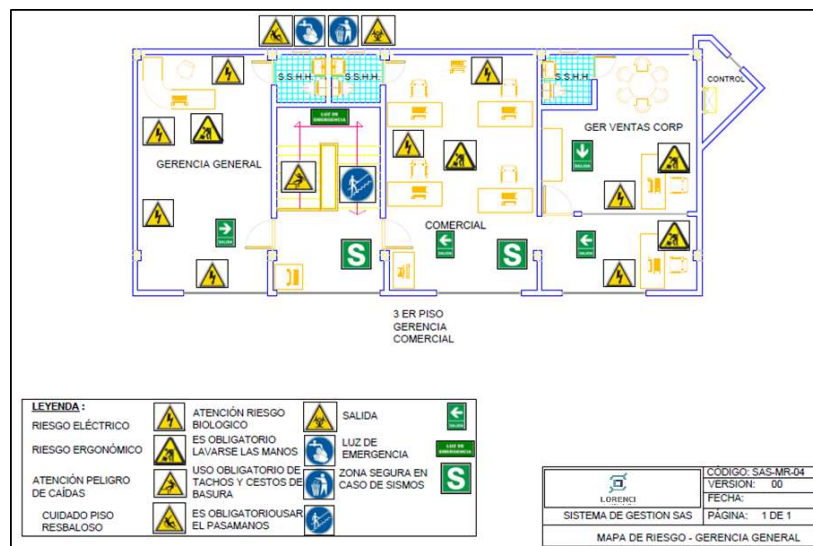 S.S.H.H.
S.S.H.H.
S.S.H.H.
CONTROL
LUZ DE
EMERGENCIA
GER VENTAS CORP
GERENCIA GENERAL
SALIDA
COMERCIAL
SALIDA
S
SALIDA
S
SALIDA
3 ER PISO
GERENCIA
COMERCIAL
LEYENDA :
RIESGO ELÉCTRICO
RIESGO ERGONÓMICO
ATENCIÓN PELIGRO
DE CAÍDAS
CUIDADO PISO
RESBALOSO
ATENCIÓN RIESGO
BIOLOGICO
ES OBLIGATORIO
LAVARSE LAS MANOS
USO OBLIGATORIO DE
TACHOS Y CESTOS DE
BASURA
ES OBLIGATORIOUSAR
EL PASAMANOS
SALIDA
SALIDA
LUZ DE
EMERGENCIA
LUZ DE
EMERGENCIA
ZONA SEGURA EN
CASO DE SISMOS
S
LORENCI
SISTEMA DE GESTION SAS
CÓDIGO: SAS-MR-04
VERSION: 00
FECHA:
PÁGINA: 1 DE 1
MAPA DE RIESGO - GERENCIA GENERAL